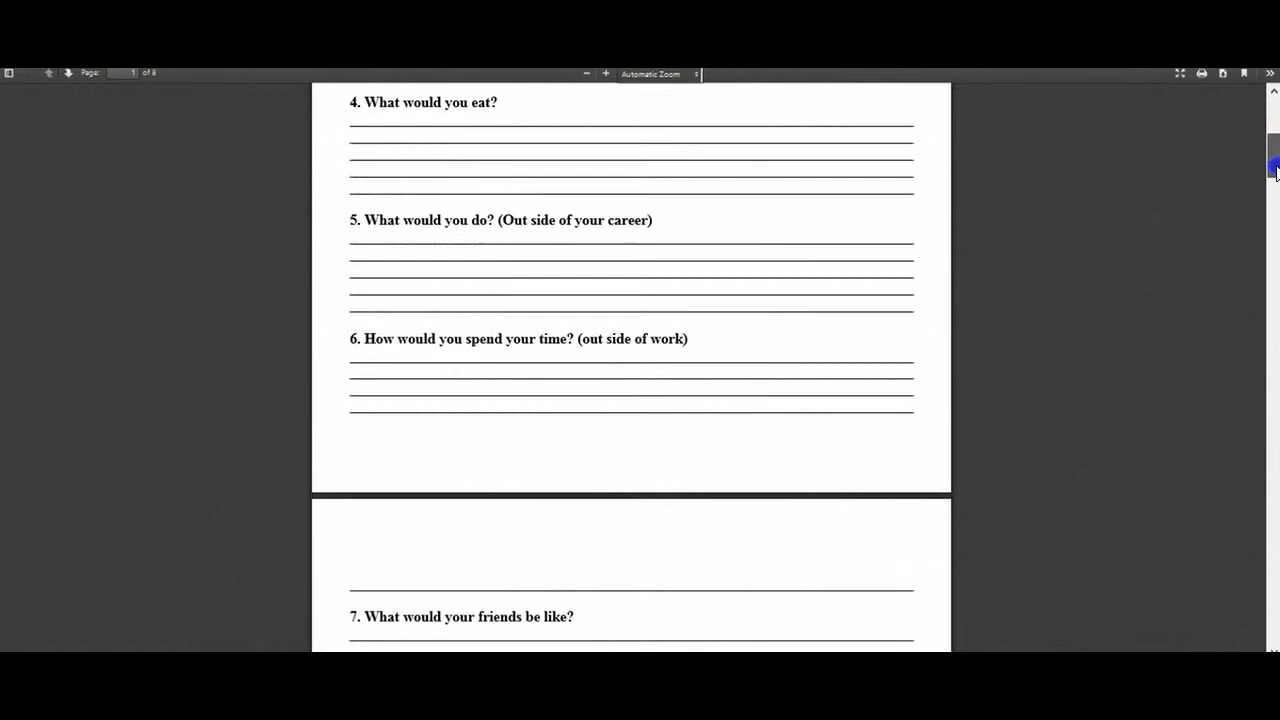 Page: 1 of 8 Automatic Zoom
4. What would you eat?
5. What would you do? (Out side of your career)
6. How would you spend your time? (out side of work)
7. What would your friends be like?